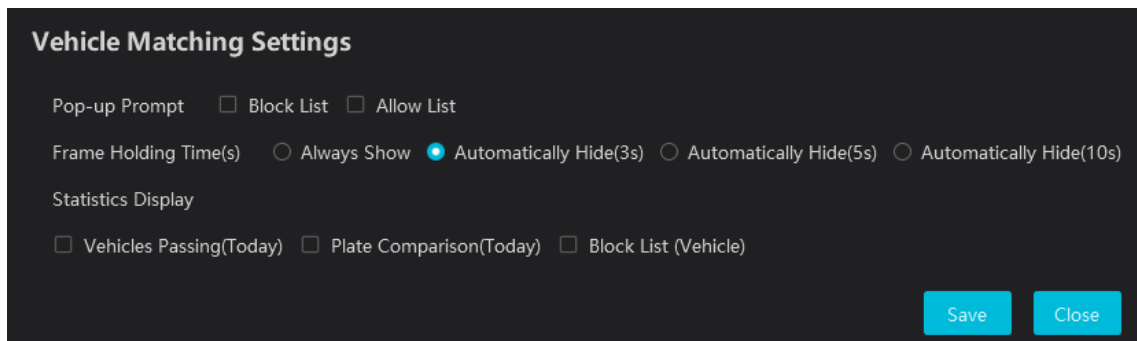 Vehicle Matching Settings
Pop-up Prompt Block List Allow List
Frame Holding Time(s) Always Show Automatically Hide(3s) Automatically Hide(5s) Automatically Hide(10s)
Statistics Display
Vehicles Passing(Today) Plate Comparison(Today) Block List (Vehicle)
Save Close